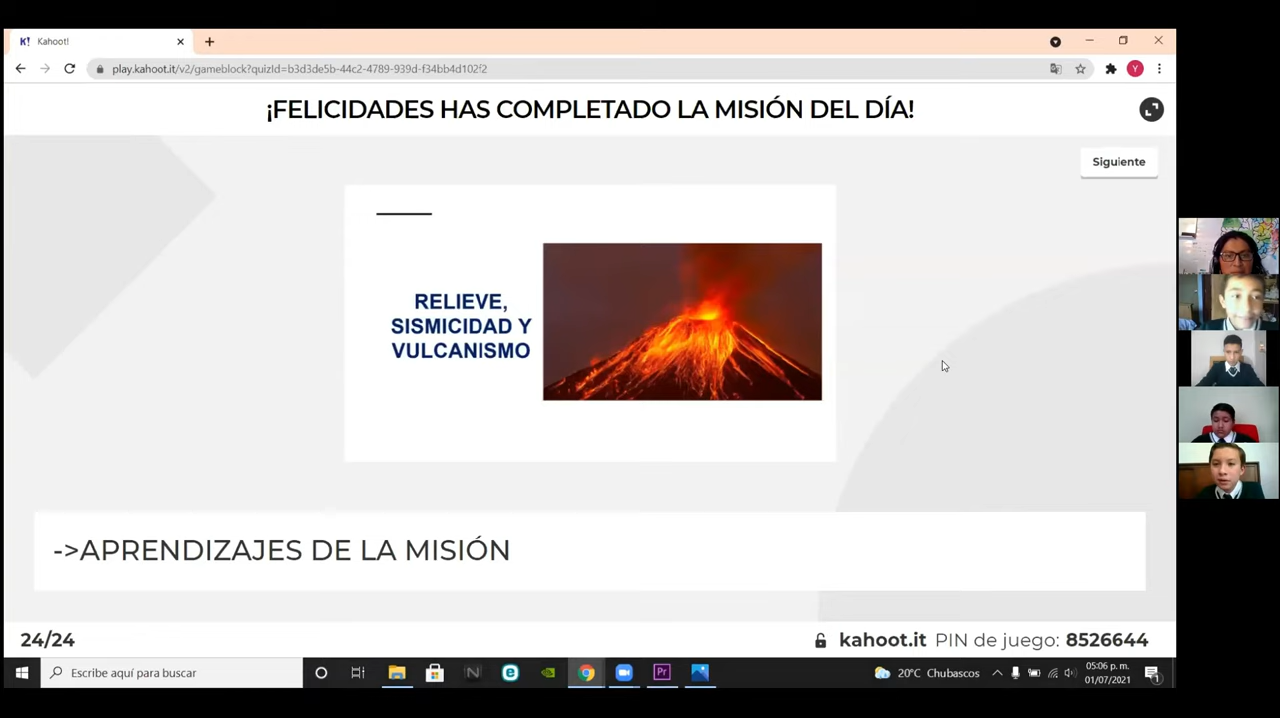 Kahoot!
play.kahoot.it/v2/gameblock?quizId=b3d3de5b-44c2-4789-939d-f34bb4d102f2
Y
¡FELICIDADES HAS COMPLETADO LA MISIÓN DEL DÍA!
Siguiente
RELIEVE,
SISMICIDAD Y
VULCANISMO
->APRENDIZAJES DE LA MISIÓN
24/24
kahoot.it PIN de juego: 8526644
Escribe aquí para buscar
Pr
20°C Chubascos
05:06 p. m.
01/07/2021